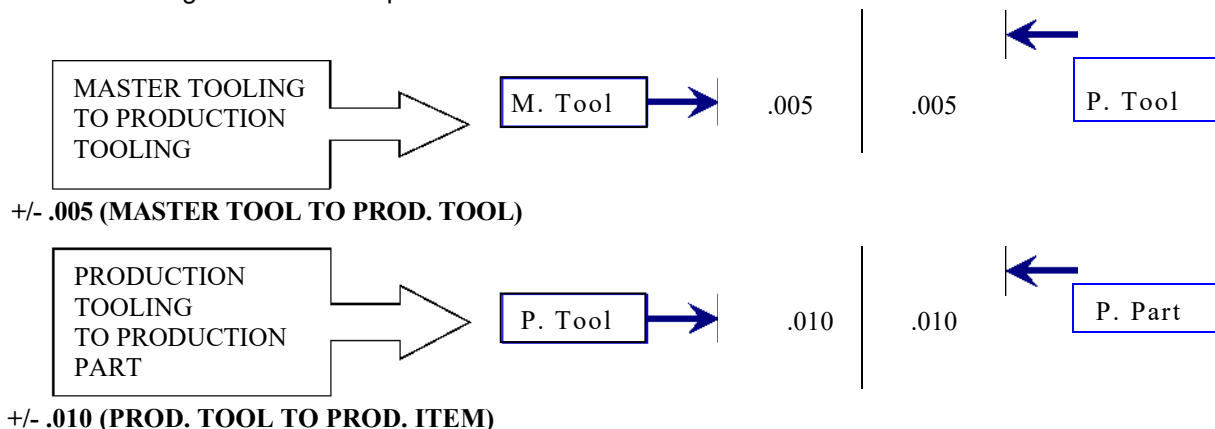 MASTER TOOLING
TO PRODUCTION
TOOLING
M. Tool
.005
.005
P. Tool
+/- .005 (MASTER TOOL TO PROD. TOOL)
PRODUCTION
TOOLING
TO PRODUCTION
PART
P. Tool
.010
.010
P. Part
+/- .010 (PROD. TOOL TO PROD. ITEM)